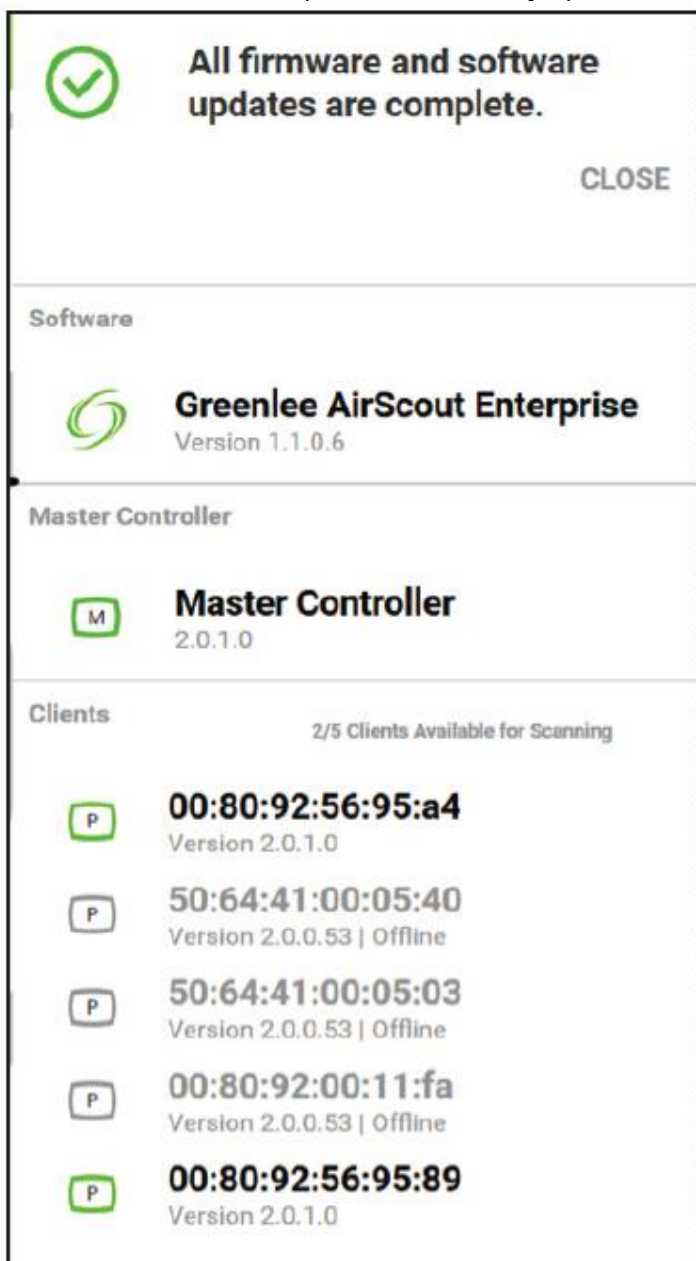 All firmware and software
updates are complete.
CLOSE
Software
Greenlee AirScout Enterprise
Version 1.1.0.6
Master Controller
M
Master Controller
2.0.1.0
Clients
2/5 Clients Available for Scanning
P
00:80:92:56:95:a4
Version 2.0.1.0
P
50:64:41:00:05:40
Version 2.0.0.53 | Offline
P
50:64:41:00:05:03
Version 2.0.0.53 | Offline
P
00:80:92:00:11:fa
Version 2.0.0.53 | Offline
P
00:80:92:56:95:89
Version 2.0.1.0